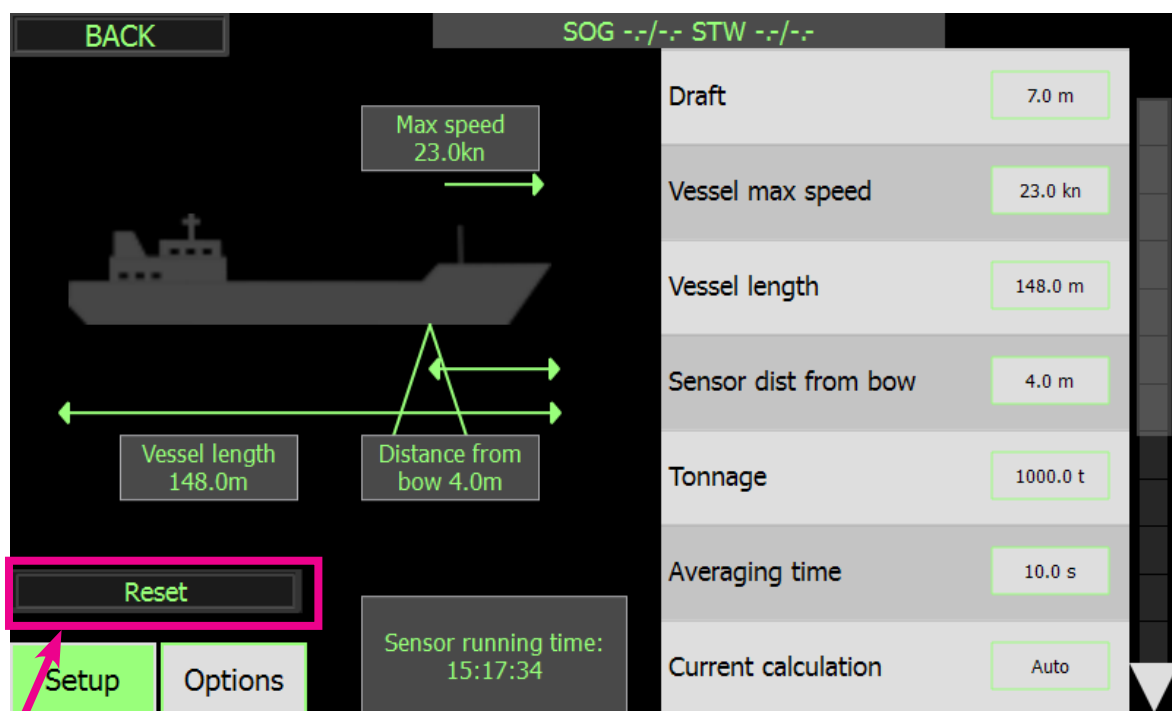 BACK
SOG -.-/-.- STW -.-/-.-
Max speed
23.0kn
Vessel length
148.0m
Distance from
bow 4.0m
Reset
Sensor running time:
15:17:34
Setup
Options
Draft
7.0 m
Vessel max speed
23.0 kn
Vessel length
148.0 m
Sensor dist from bow
4.0 m
Tonnage
1000.0 t
Averaging time
10.0 s
Current calculation
Auto